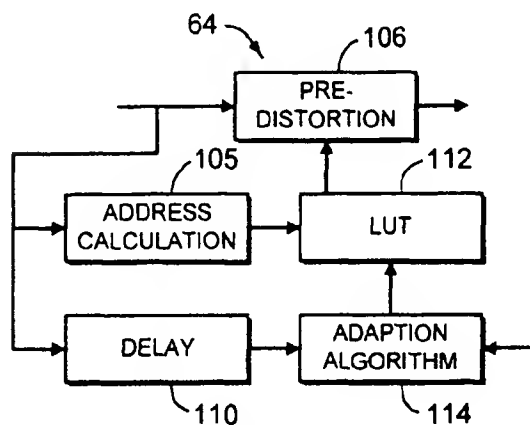 64
106
PRE-
DISTORTION
105
112
ADDRESS
CALCULATION
LUT
DELAY
ADAPTION
ALGORITHM
110
114